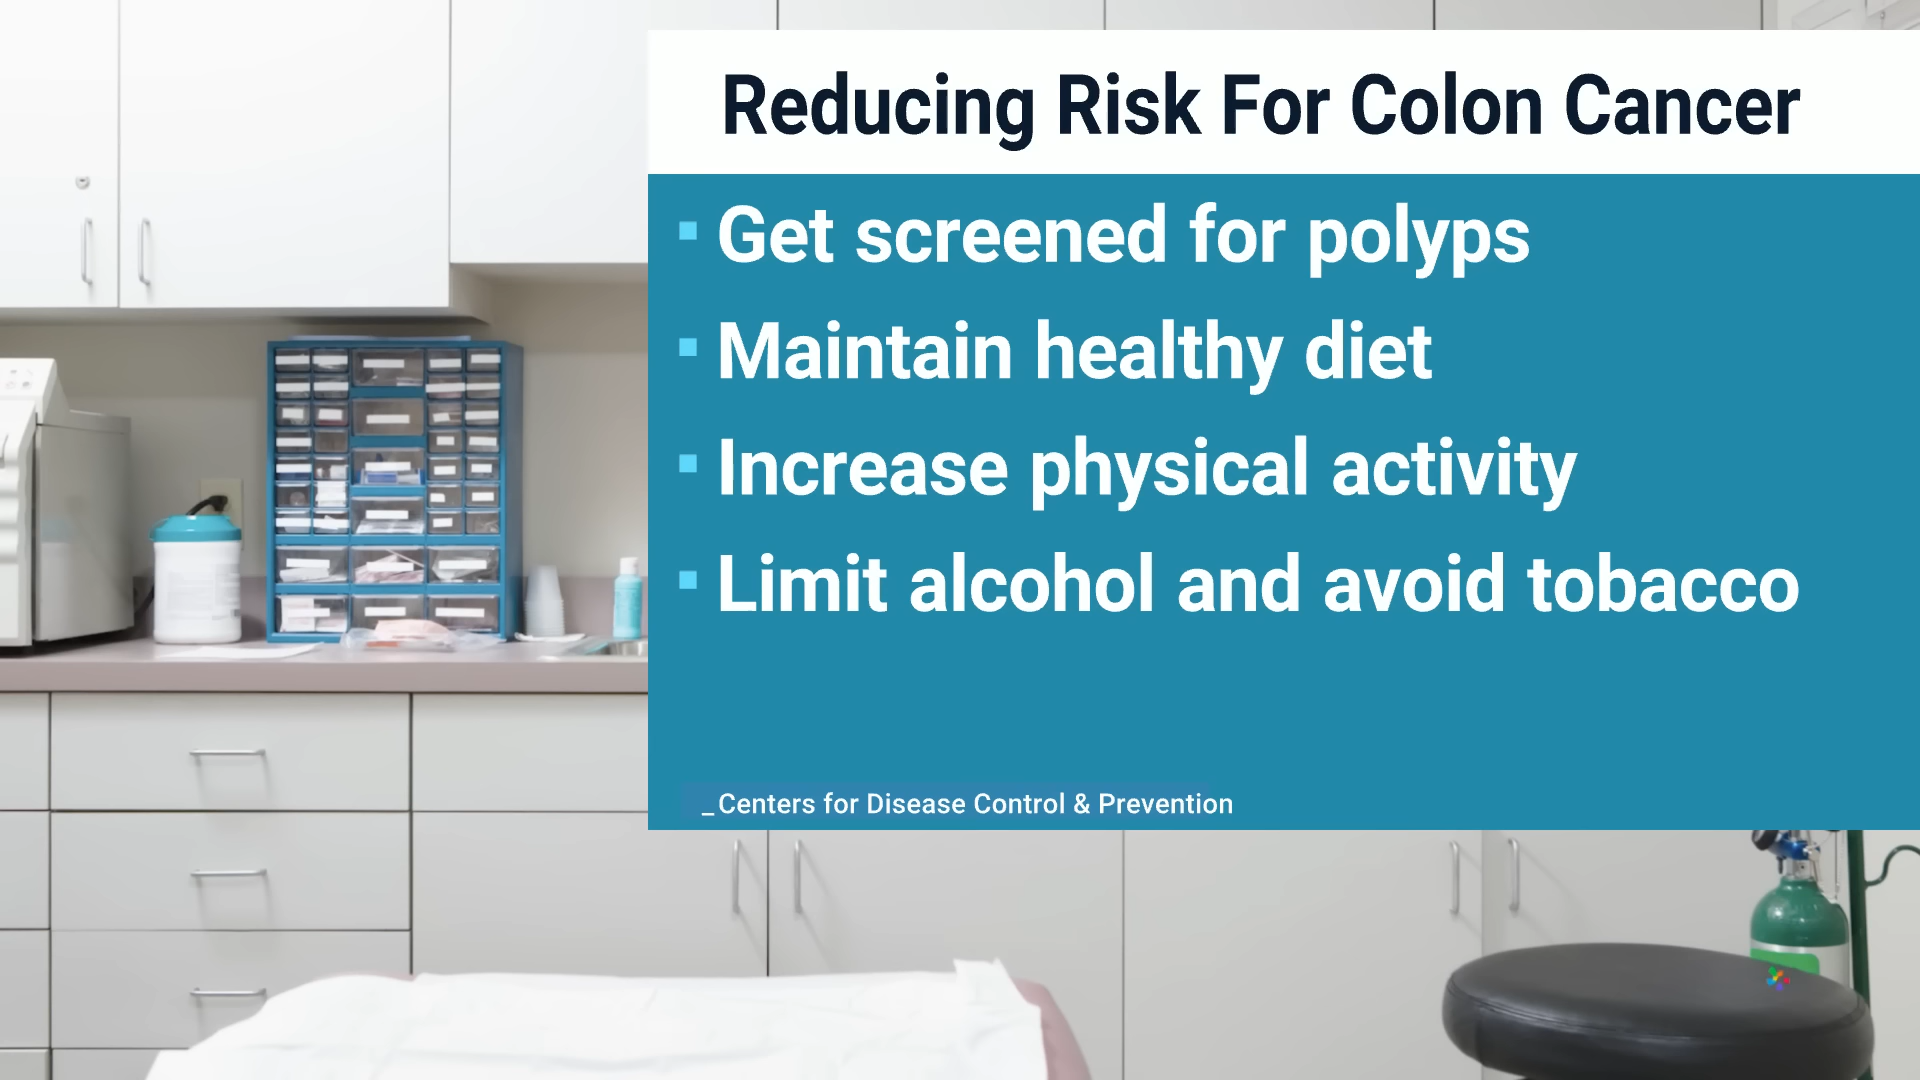 Reducing Risk For Colon Cancer
▪ Get screened for polyps
▪ Maintain healthy diet
▪ Increase physical activity
▪ Limit alcohol and avoid tobacco
_Centers for Disease Control & Prevention